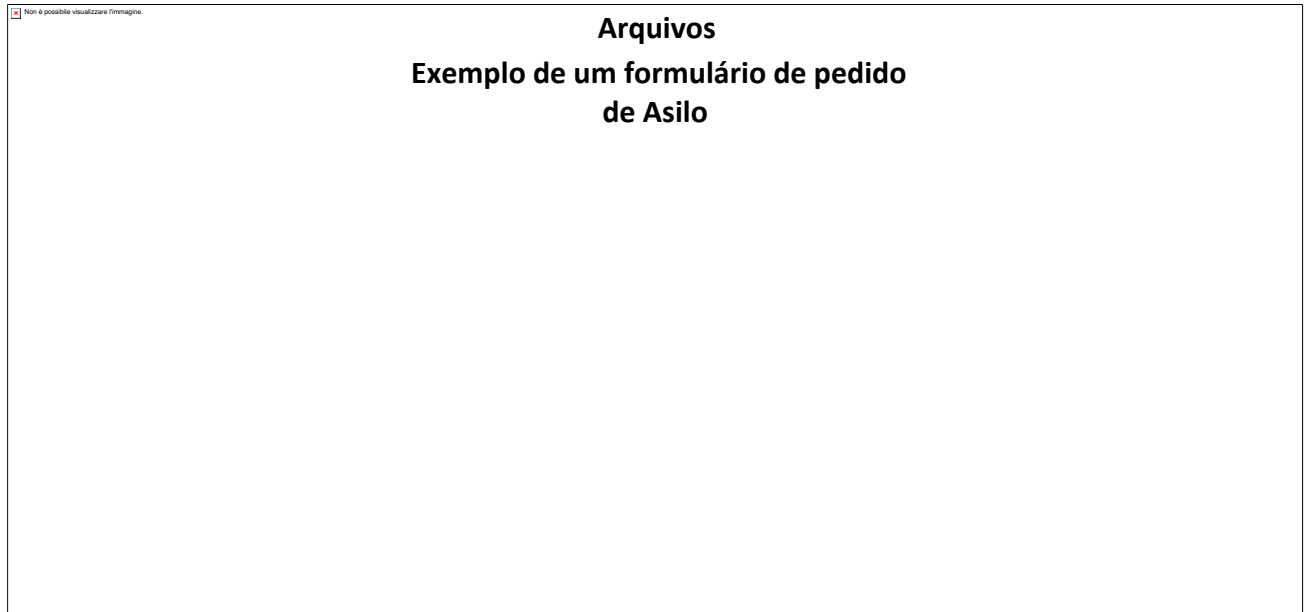 Non è possibile visualizzare l'immagine.
Arquivos
Exemplo de um formulário de pedido
de Asilo